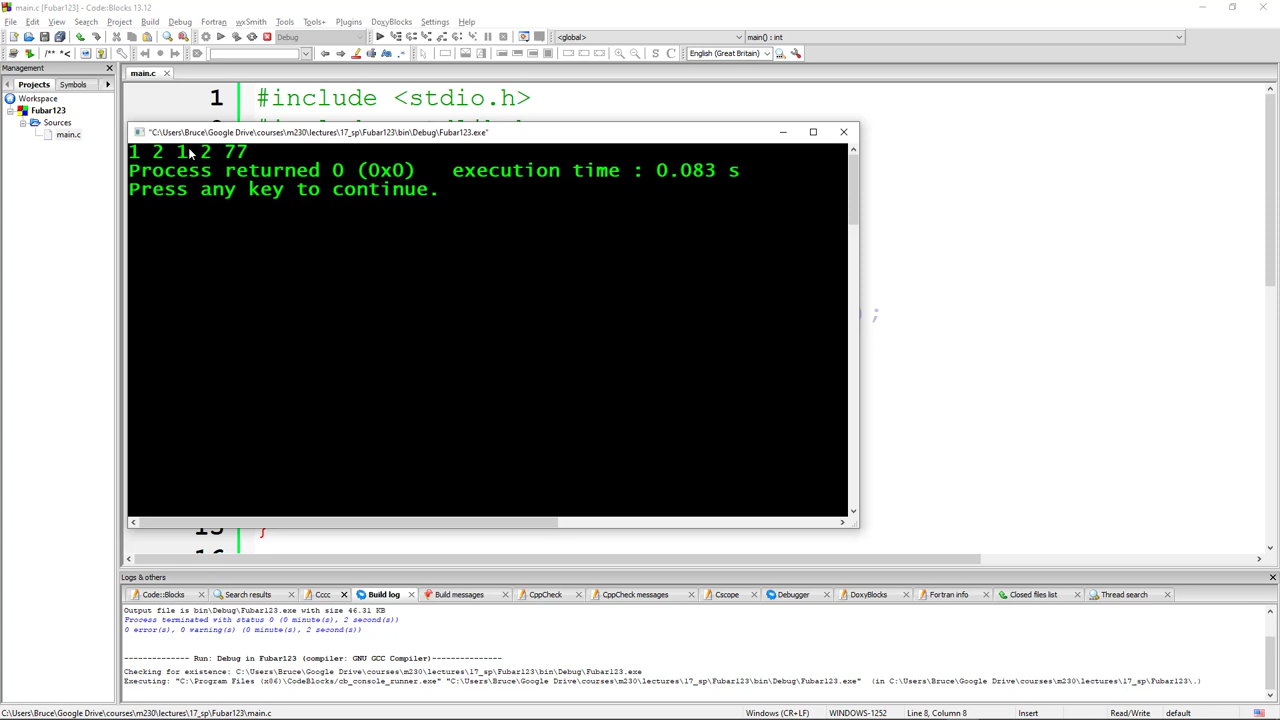 main.c [Fubar123] - Code::Blocks 13.12
File Edit View Search Project Build Debug Fortran wxSmith Tools Tools+ Plugins DoxyBlocks Settings Help
Debug <global> main() : int
/** *< S C English (Great Britain)
Management
Projects Symbols
Workspace
Fubar123
Sources
main.c
main.c
1 #include <stdio.h>
"C:\Users\Bruce\Google Drive\courses\m230\lectures\17_sp\Fubar123\bin\Debug\Fubar123.exe"
1 2 1 2 77
Process returned 0 (0x0) execution time : 0.083 s
Press any key to continue.
);
15 }
16
Logs & others
Code::Blocks Search results Cccc Build log Build messages CppCheck CppCheck messages Cscope Debugger DoxyBlocks Fortran info Closed files list Thread search
Output file is bin\Debug\Fubar123.exe with size 46.31 KB
Process terminated with status 0 (0 minute(s), 2 second(s))
0 error(s), 0 warning(s) (0 minute(s), 2 second(s))
-------------- Run: Debug in Fubar123 (compiler: GNU GCC Compiler)---------------
Checking for existence: C:\Users\Bruce\Google Drive\courses\m230\lectures\17_sp\Fubar123\bin\Debug\Fubar123.exe
Executing: "C:\Program Files (x86)\CodeBlocks/cb_console_runner.exe" "C:\Users\Bruce\Google Drive\courses\m230\lectures\17_sp\Fubar123\bin\Debug\Fubar123.exe" (in C:\Users\Bruce\Google Drive\courses\m230\lectures\17_sp\Fubar123\.)
C:\Users\Bruce\Google Drive\courses\m230\lectures\17_sp\Fubar123\main.c Windows (CR+LF) WINDOWS-1252 Line 8, Column 8 Insert Read/Write default